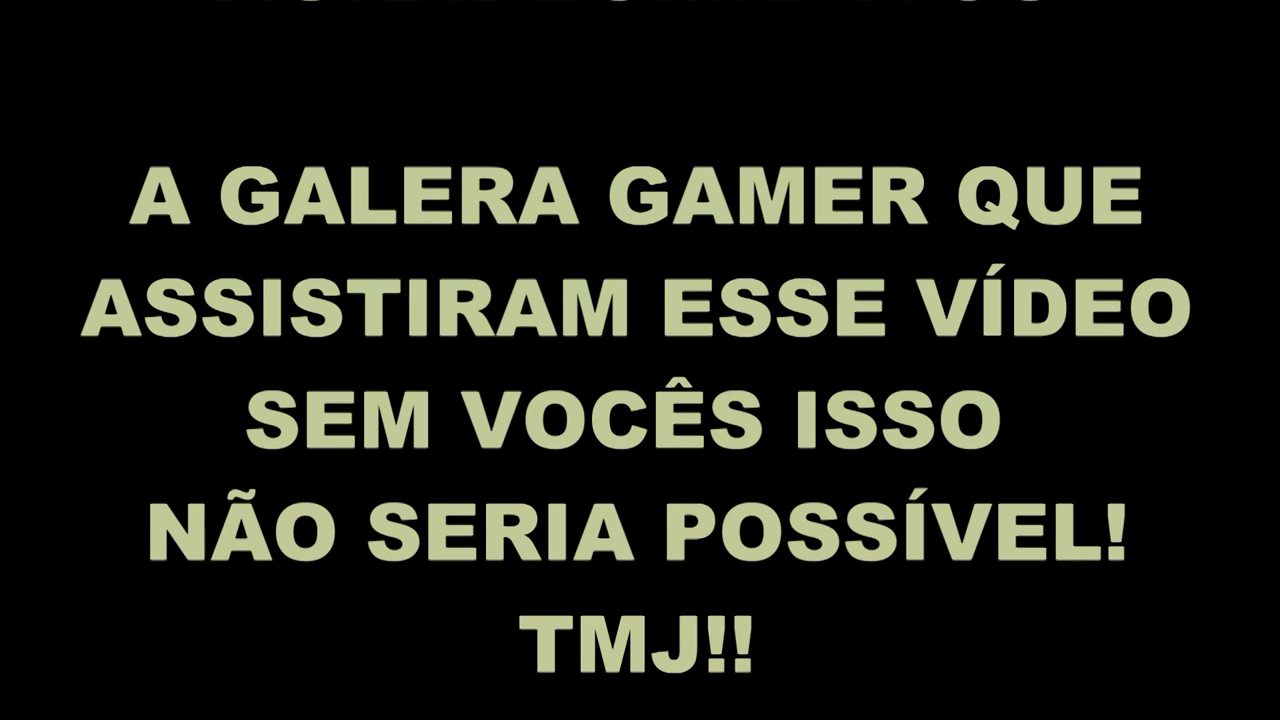 A GALERA GAMER QUE
ASSISTIRAM ESSE VÍDEO
SEM VOCÊS ISSO
NÃO SERIA POSSÍVEL!
TMJ!!